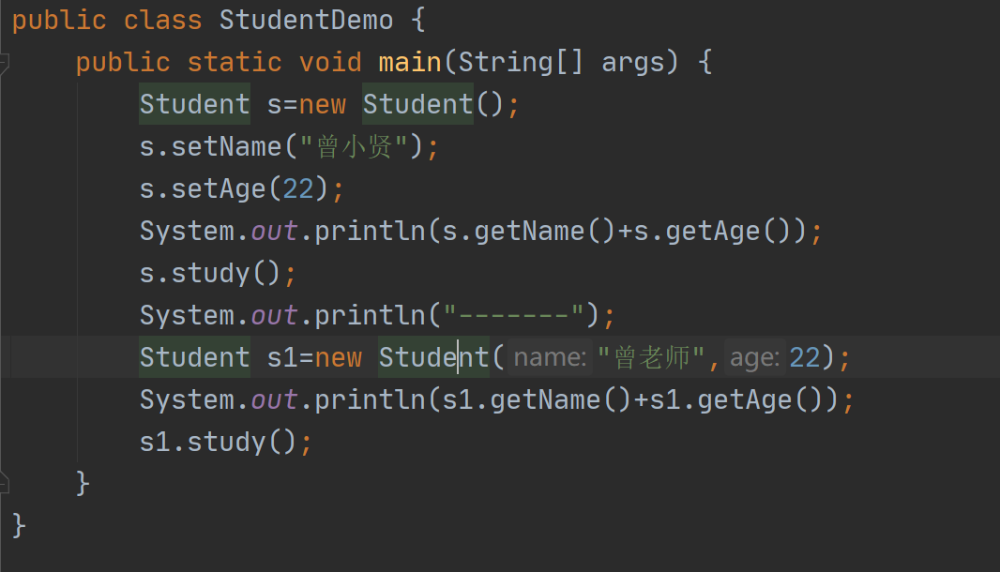 public class StudentDemo {
    public static void main(String[] args) {
        Student s=new Student();
        s.setName("曾小贤");
        s.setAge(22);
        System.out.println(s.getName()+s.getAge());
        s.study();
        System.out.println("-------");
        Student s1=new Student( name: "曾老师", age: 22);
        System.out.println(s1.getName()+s1.getAge());
        s1.study();
    }
}